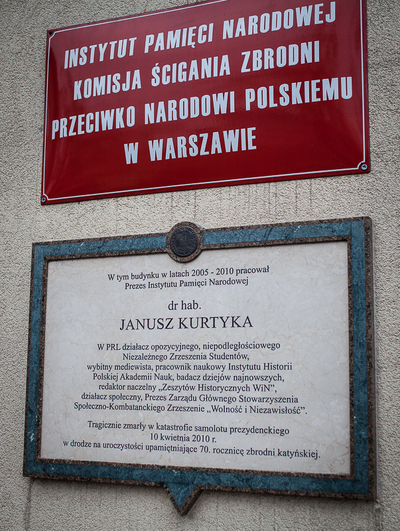 INSTYTUT PAMIĘCI NARODOWEJ
KOMISJA ŚCIGANIA ZBRODNI
PRZECIWKO NARODOWI POLSKIEMU
W WARSZAWIE
W tym budynku w latach 2005 - 2010 pracował
Prezes Instytutu Pamięci Narodowej
dr hab.
JANUSZ KURTYKA
W PRL działacz opozycyjnego, niepodległościowego
Niezależnego Zrzeszenia Studentów,
wybitny mediewista, pracownik naukowy Instytutu Historii
Polskiej Akademii Nauk, badacz dziejów najnowszych,
redaktor naczelny „Zeszytów Historycznych WiN”,
działacz społeczny, Prezes Zarządu Głównego Stowarzyszenia
Społeczno-Kombatanckiego Zrzeszenie „Wolność i Niezawisłość”.
Tragicznie zmarły w katastrofie samolotu prezydenckiego
10 kwietnia 2010 r.
w drodze na uroczystości upamiętniające 70. rocznicę zbrodni katyńskiej.